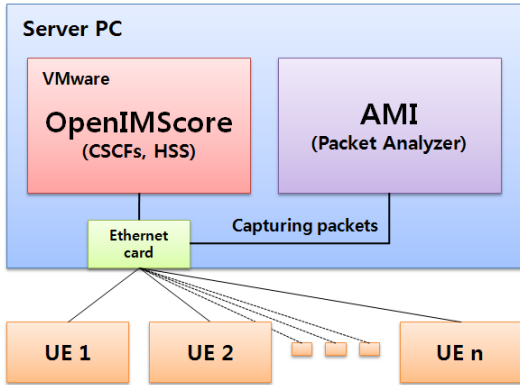 Server PC
VMware
OpenIMScore
(CSCFs, HSS)
AMI
(Packet Analyzer)
Ethernet
card
Capturing packets
UE 1
UE 2
UE n